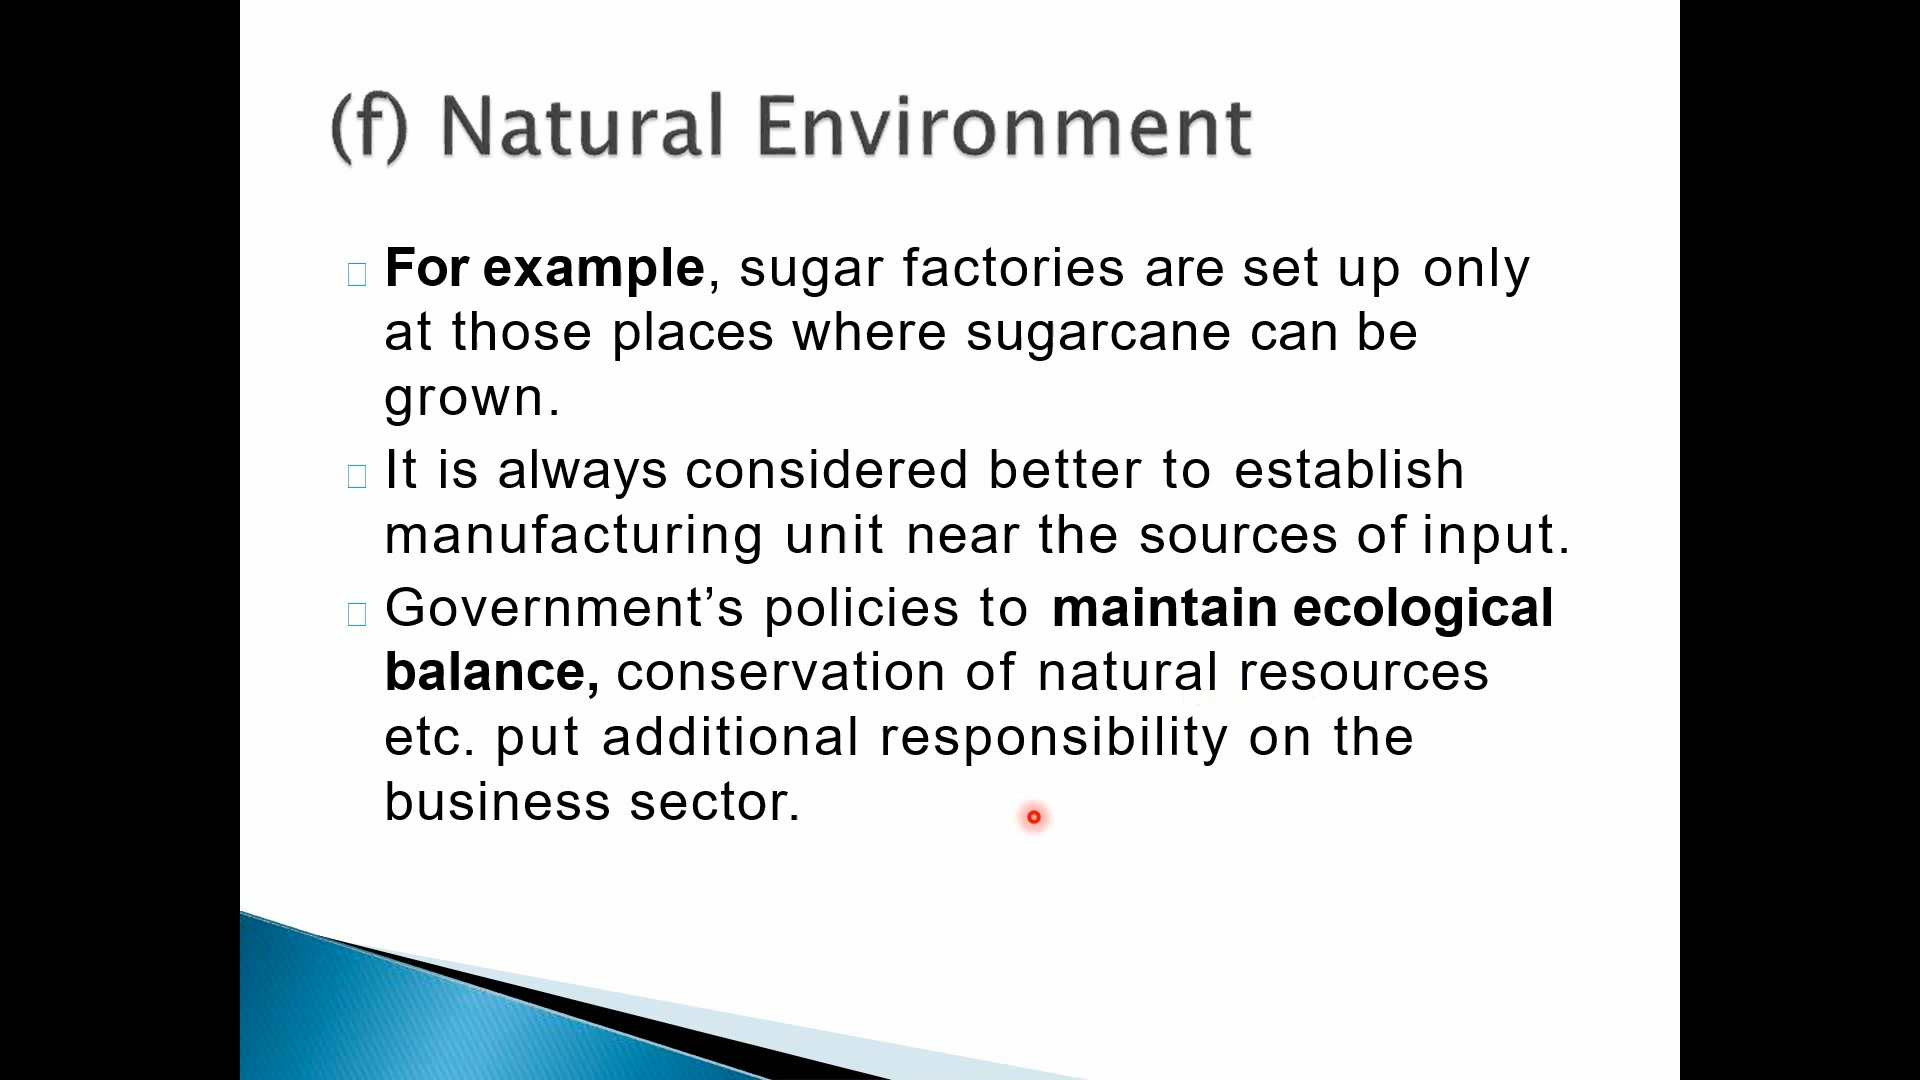 (f) Natural Environment
For example, sugar factories are set up only
at those places where sugarcane can be
grown.
It is always considered better to establish
manufacturing unit near the sources of input.
Government’s policies to maintain ecological
balance, conservation of natural resources
etc. put additional responsibility on the
business sector.